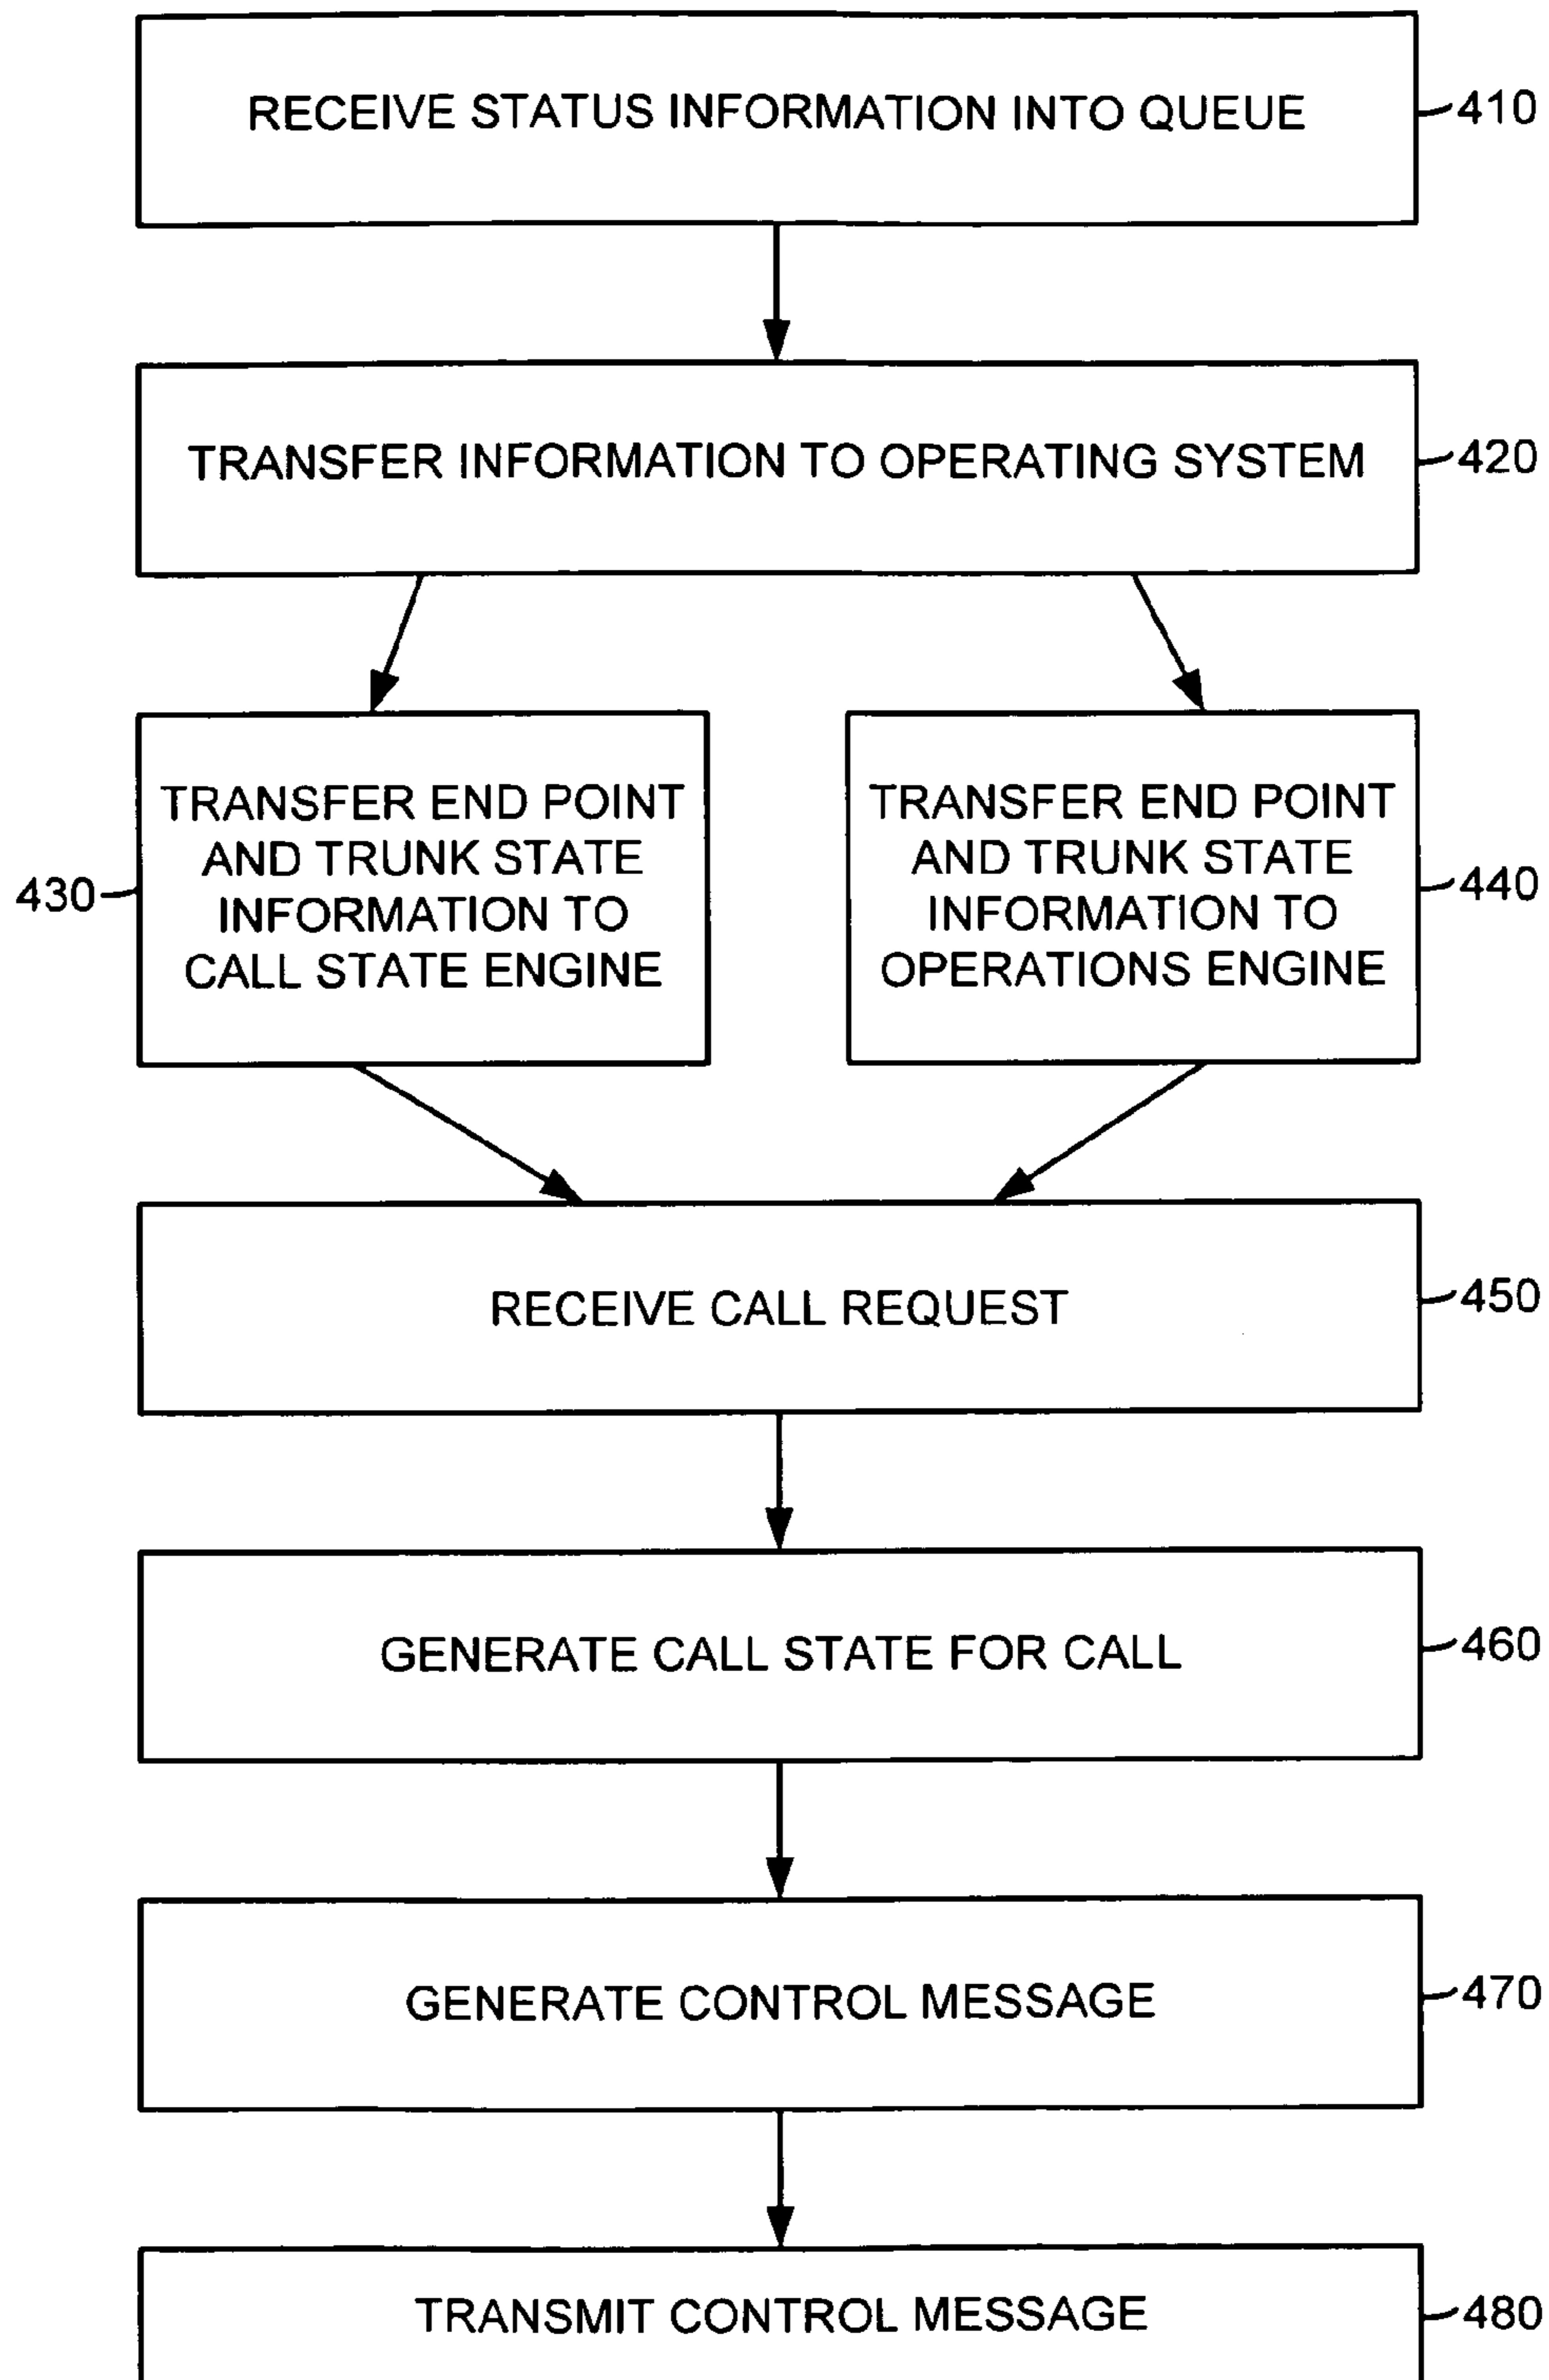 RECEIVE STATUS INFORMATION INTO QUEUE
410
TRANSFER INFORMATION TO OPERATING SYSTEM
420
430
TRANSFER END POINT
AND TRUNK STATE
INFORMATION TO
CALL STATE ENGINE
TRANSFER END POINT
AND TRUNK STATE
INFORMATION TO
OPERATIONS ENGINE
440
RECEIVE CALL REQUEST
450
GENERATE CALL STATE FOR CALL
460
GENERATE CONTROL MESSAGE
470
TRANSMIT CONTROL MESSAGE
480